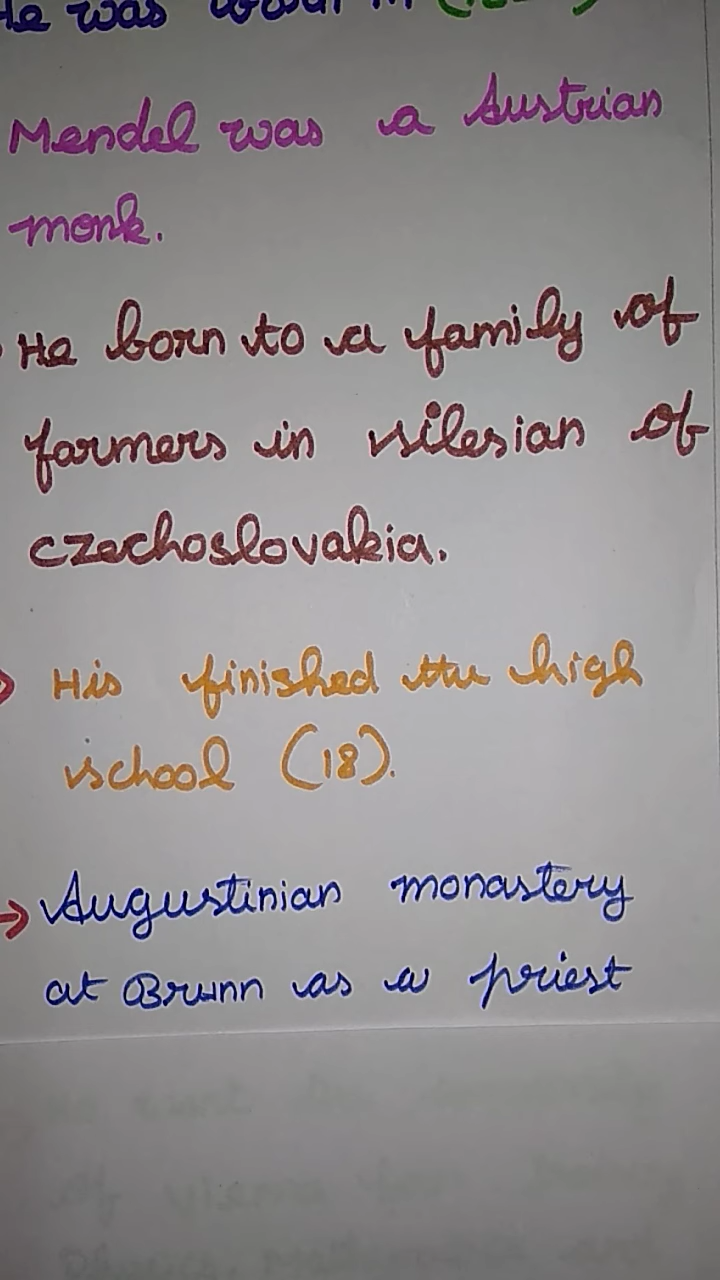 He was
Mendel was a Austrian
monk.
He born to a family of
farmers in silesian of
czechoslovakia.
→ His finished the high
school (18).
→ Augustinian monastery
at Brunn as a priest